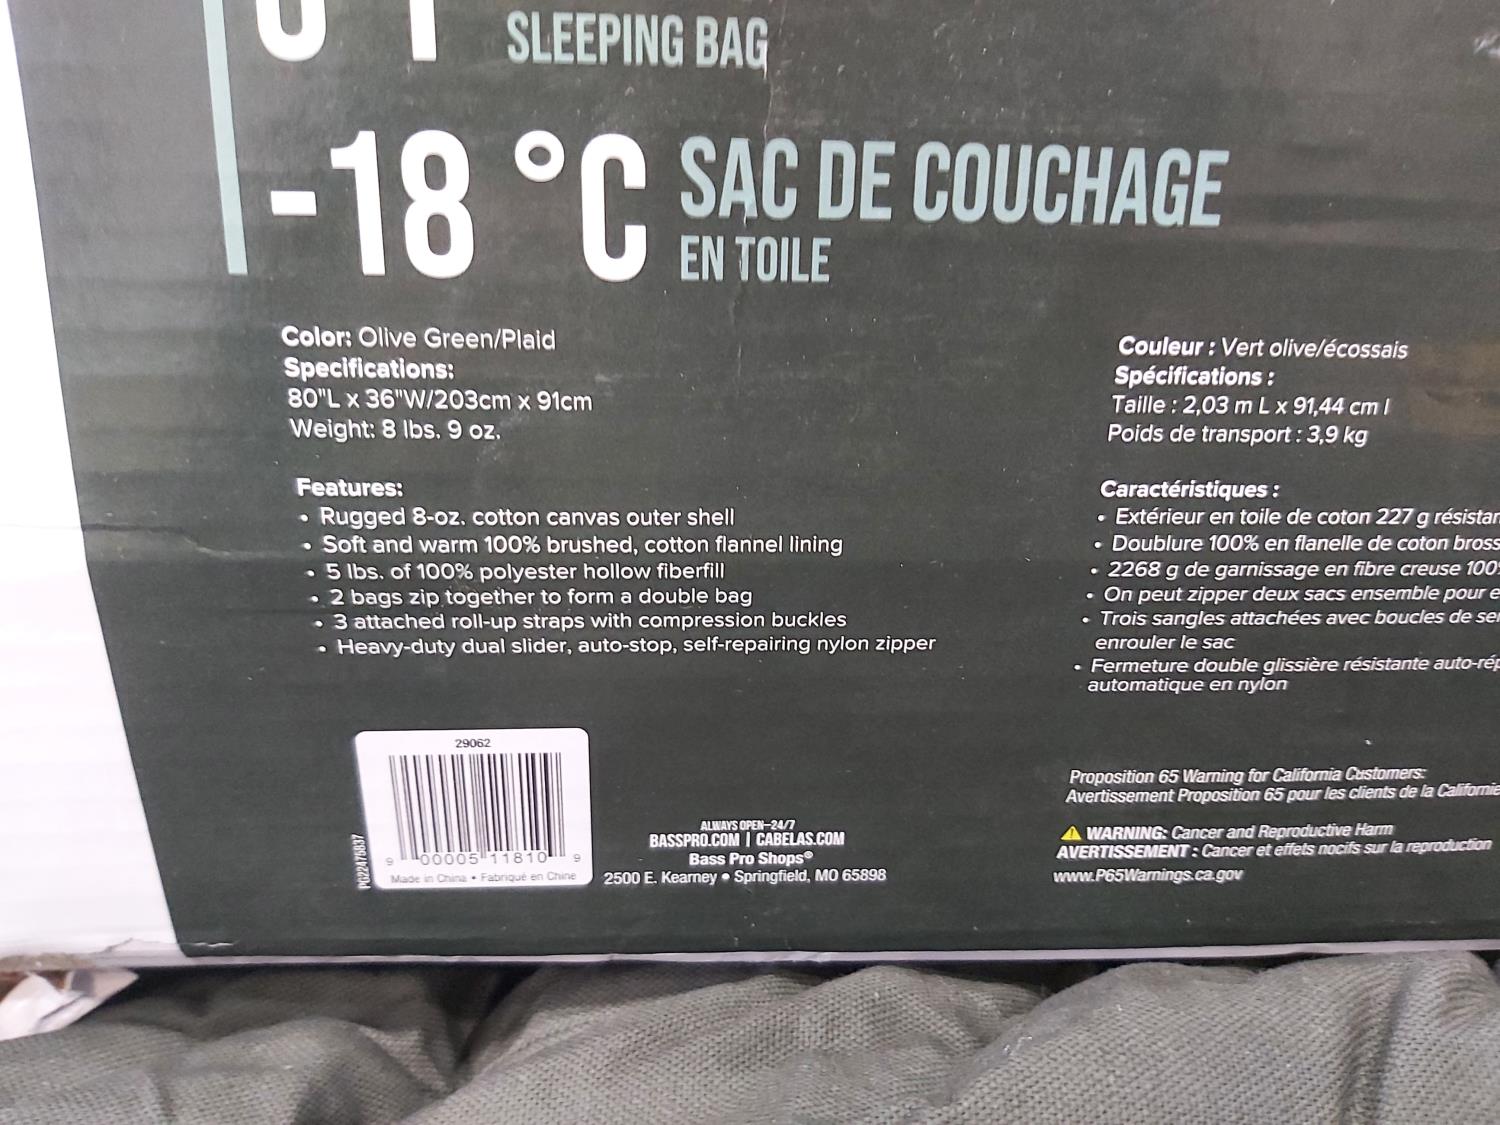 SLEEPING BAG
-18 °C SAC DE COUCHAGE
EN TOILE
Color: Olive Green/Plaid
Specifications:
80"L x 36"W/203cm x 91cm
Weight: 8 lbs. 9 oz.
Features:
• Rugged 8-oz. cotton canvas outer shell
• Soft and warm 100% brushed, cotton flannel lining
• 5 lbs. of 100% polyester hollow fiberfill
• 2 bags zip together to form a double bag
• 3 attached roll-up straps with compression buckles
• Heavy-duty dual slider, auto-stop, self-repairing nylon zipper
Couleur : Vert olive/écossais
Spécifications :
Taille : 2,03 m L x 91,44 cm l
Poids de transport : 3,9 kg
Caractéristiques :
• Extérieur en toile de coton 227 g
• Doublure 100% en flanelle de coton
• 2268 g de garnissage en fibre creuse
• On peut zipper deux sacs ensemble pour
• Trois sangles attachées avec boucles de
enrouler le sac
• Fermeture double glissière résistante
automatique en nylon
29062
9 00005 11810 9
Made in China • Fabriqué en Chine
PG22475837
ALWAYS OPEN–24/7
BASSPRO.COM | CABELAS.COM
Bass Pro Shops®
2500 E. Kearney • Springfield, MO 65898
Proposition 65 Warning for California Customers:
Avertissement Proposition 65 pour les clients de la Californie
WARNING: Cancer and Reproductive Harm
AVERTISSEMENT : Cancer et effets nocifs sur la reproduction
www.P65Warnings.ca.gov